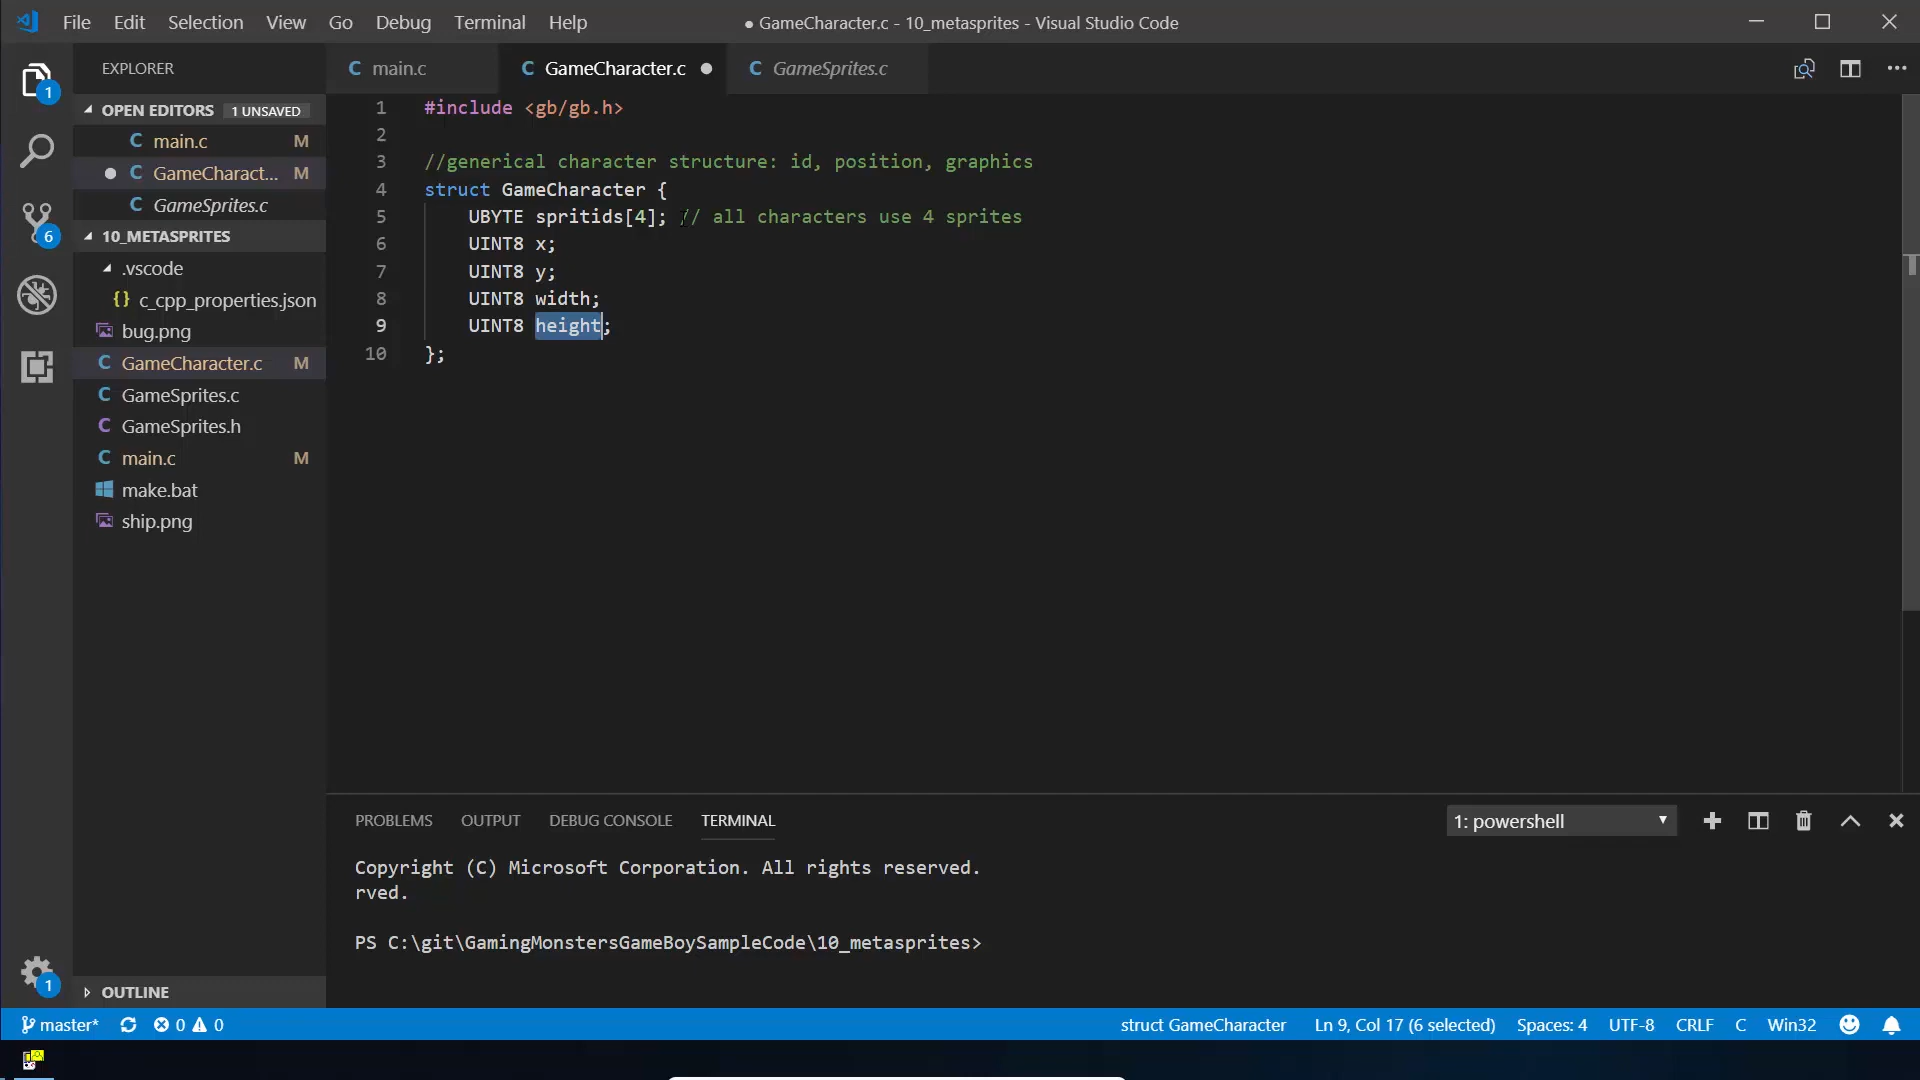 File Edit Selection View Go Debug Terminal Help
● GameCharacter.c - 10_metasprites - Visual Studio Code
EXPLORER
OPEN EDITORS 1 UNSAVED
C main.c M
C GameCharact... M
C GameSprites.c
10_METASPRITES
.vscode
{} c_cpp_properties.json
bug.png
C GameCharacter.c M
C GameSprites.c
C GameSprites.h
C main.c M
make.bat
ship.png
OUTLINE
C main.c
C GameCharacter.c ●
C GameSprites.c
1 #include <gb/gb.h>
2
3 //generical character structure: id, position, graphics
4 struct GameCharacter {
5 UBYTE spritids[4]; // all characters use 4 sprites
6 UINT8 x;
7 UINT8 y;
8 UINT8 width;
9 UINT8 height;
10 };
PROBLEMS OUTPUT DEBUG CONSOLE TERMINAL
1: powershell
Copyright (C) Microsoft Corporation. All rights reserved.
rved.
PS C:\git\GamingMonstersGameBoySampleCode\10_metasprites>
1
6
1
master* 0 0
struct GameCharacter Ln 9, Col 17 (6 selected) Spaces: 4 UTF-8 CRLF C Win32